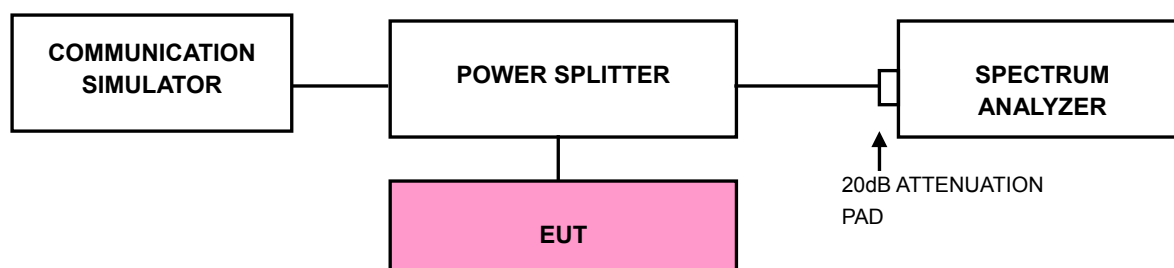 COMMUNICATION
SIMULATOR
POWER SPLITTER
SPECTRUM
ANALYZER
20dB ATTENUATION
PAD
EUT